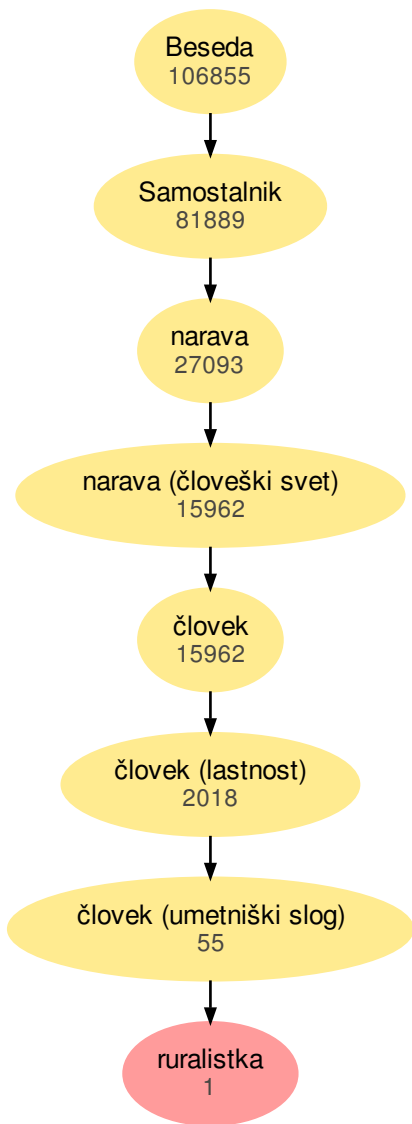 Beseda
106855
Samostalnik
81889
narava
27093
narava (človeški svet)
15962
človek
15962
človek (lastnost)
2018
človek (umetniški slog)
55
ruralistka
1